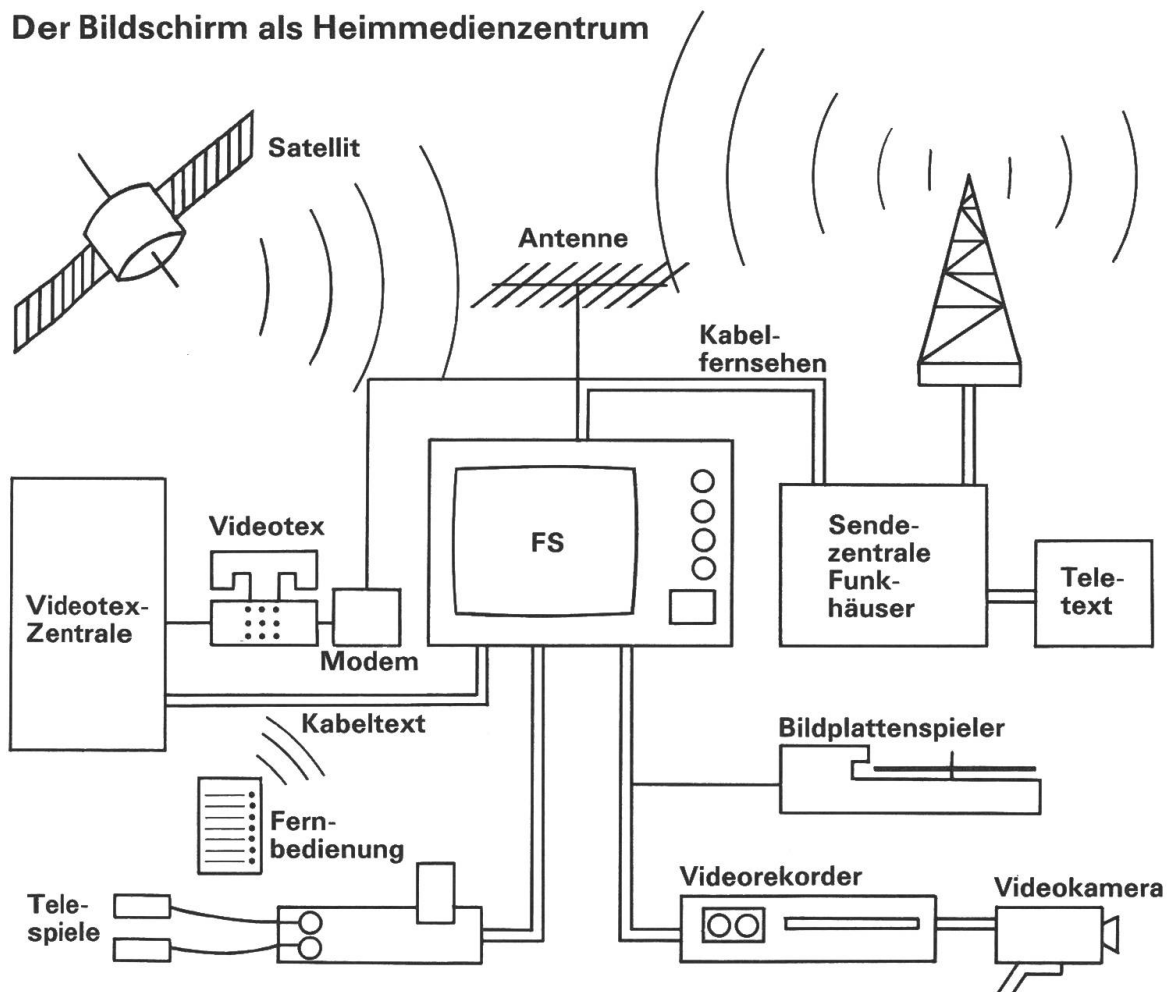 Der Bildschirm als Heimmedienzentrum
Satellit
Antenne
Kabel-
fernsehen
Videotex
FS
Sende-
zentrale
Funk-
häuser
Tele-
text
Videotex-
Zentrale
Modem
Kabeltext
Bildplattenspieler
Fern-
bedienung
Videorekorder
Videokamera
Tele-
spiele